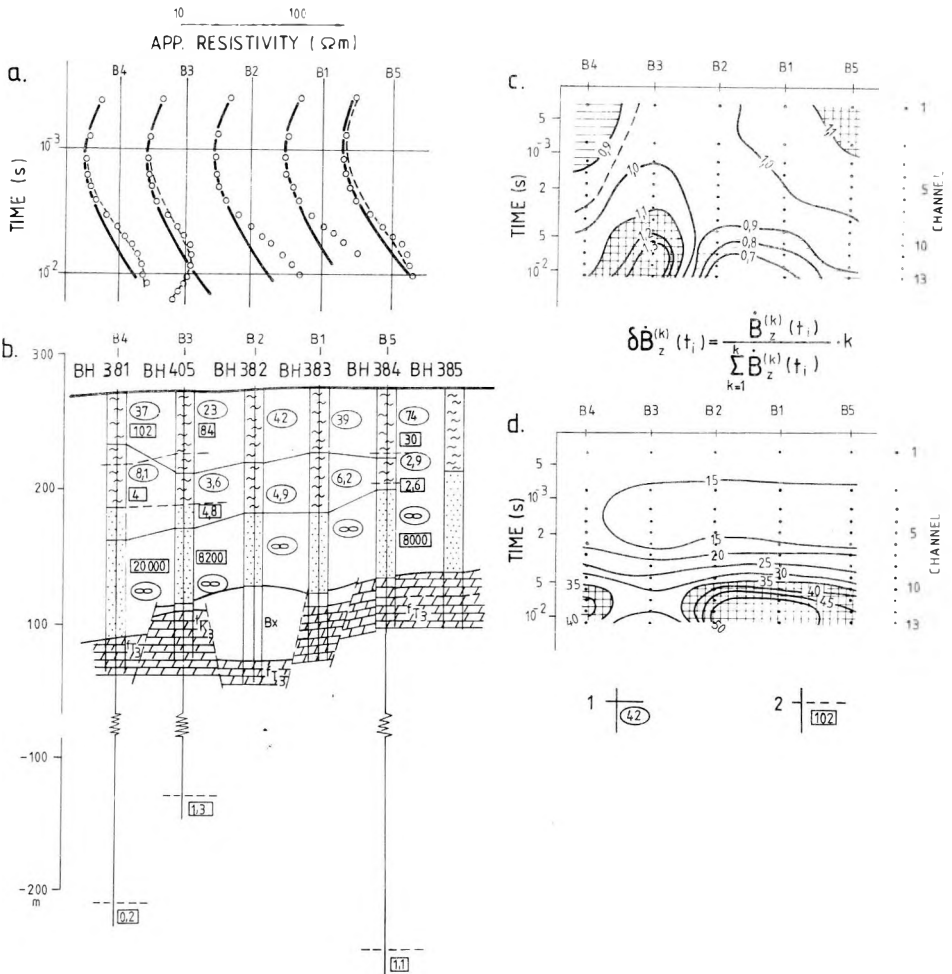 10 100
APP. RESISTIVITY (Ωm)
a.
B4 B3 B2 B1 B5
TIME (s)
10⁻³
10⁻²
b.
B4 B3 B2 B1 B5
BH 381 BH 405 BH 382 BH 383 BH 384 BH 385
300
200
100
-100
-200
m
37 23 42 39 74
102 84 30
8,1 3,6 4,9 6,2 2,9
4 4,8 2,6
20 000 8200 ∞ ∞ ∞
∞ ∞ 8000
Bx
fT3 fK3 fT3 fT3
1,3
0,2
1,1
c.
B4 B3 B2 B1 B5
TIME (s)
5
10⁻³
2
5
10⁻²
0,9 1,0 1,1 1,2 1,3
1,0 1,1
0,9
0,8
0,7
1
5
10
13
CHANNEL
δḂz⁽ᵏ⁾(tᵢ) = Ḃz⁽ᵏ⁾(tᵢ) / Σₖ₌₁ᵏ Ḃz⁽ᵏ⁾(tᵢ) · k
d.
B4 B3 B2 B1 B5
TIME (s)
5
10⁻³
2
5
10⁻²
15
15
20
25
30
35 35
40 40
45
50
1
5
10
13
CHANNEL
1 42
2 102